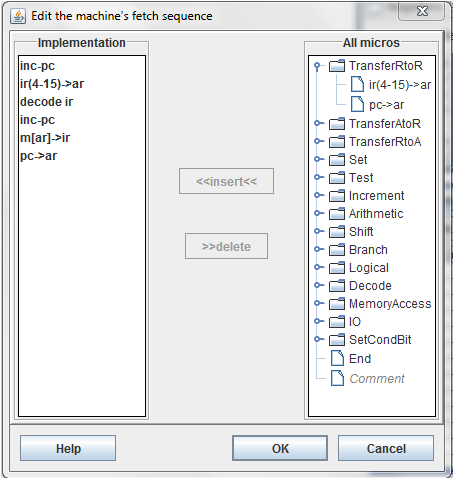 Edit the machine's fetch sequence
Implementation
inc-pc
ir(4-15)->ar
decode ir
inc-pc
m[ar]->ir
pc->ar
<<insert<<
>>delete
All micros
TransferRtoR
ir(4-15)->ar
pc->ar
TransferAtoR
TransferRtoA
Set
Test
Increment
Arithmetic
Shift
Branch
Logical
Decode
MemoryAccess
IO
SetCondBit
End
Comment
Help
OK
Cancel